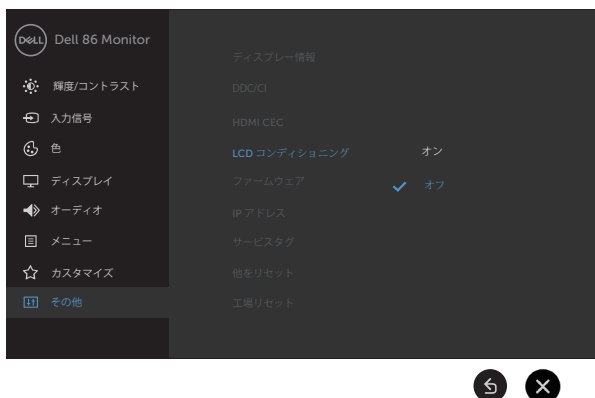 DELL
Dell 86 Monitor
輝度/コントラスト
入力信号
色
ディスプレイ
オーディオ
メニュー
カスタマイズ
その他
ディスプレー情報
DDC/CI
HDMI CEC
LCD コンディショニング
オン
ファームウェア
オフ
IP アドレス
サービスタグ
他をリセット
工場リセット